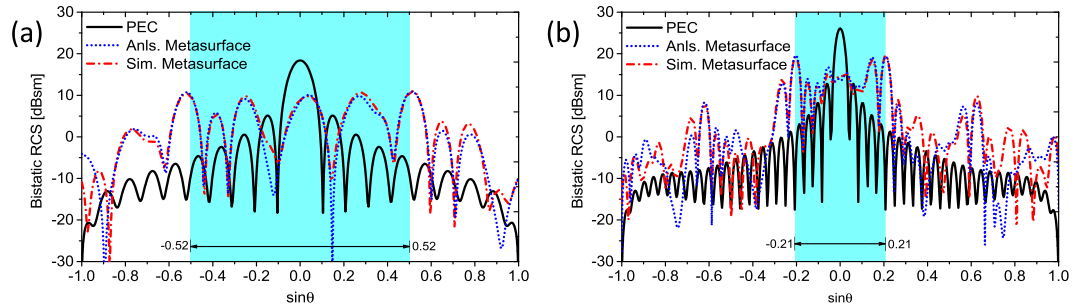 (a)
PEC
Anls. Metasurface
Sim. Metasurface
Bistatic RCS [dBsm]
30
20
10
0
-10
-20
-30
-0.52
0.52
-1.0 -0.8 -0.6 -0.4 -0.2 0.0 0.2 0.4 0.6 0.8 1.0
sinθ
(b)
PEC
Anls. Metasurface
Sim. Metasurface
Bistatic RCS [dBsm]
30
20
10
0
-10
-20
-30
-0.21
0.21
-1.0 -0.8 -0.6 -0.4 -0.2 0.0 0.2 0.4 0.6 0.8 1.0
sinθ